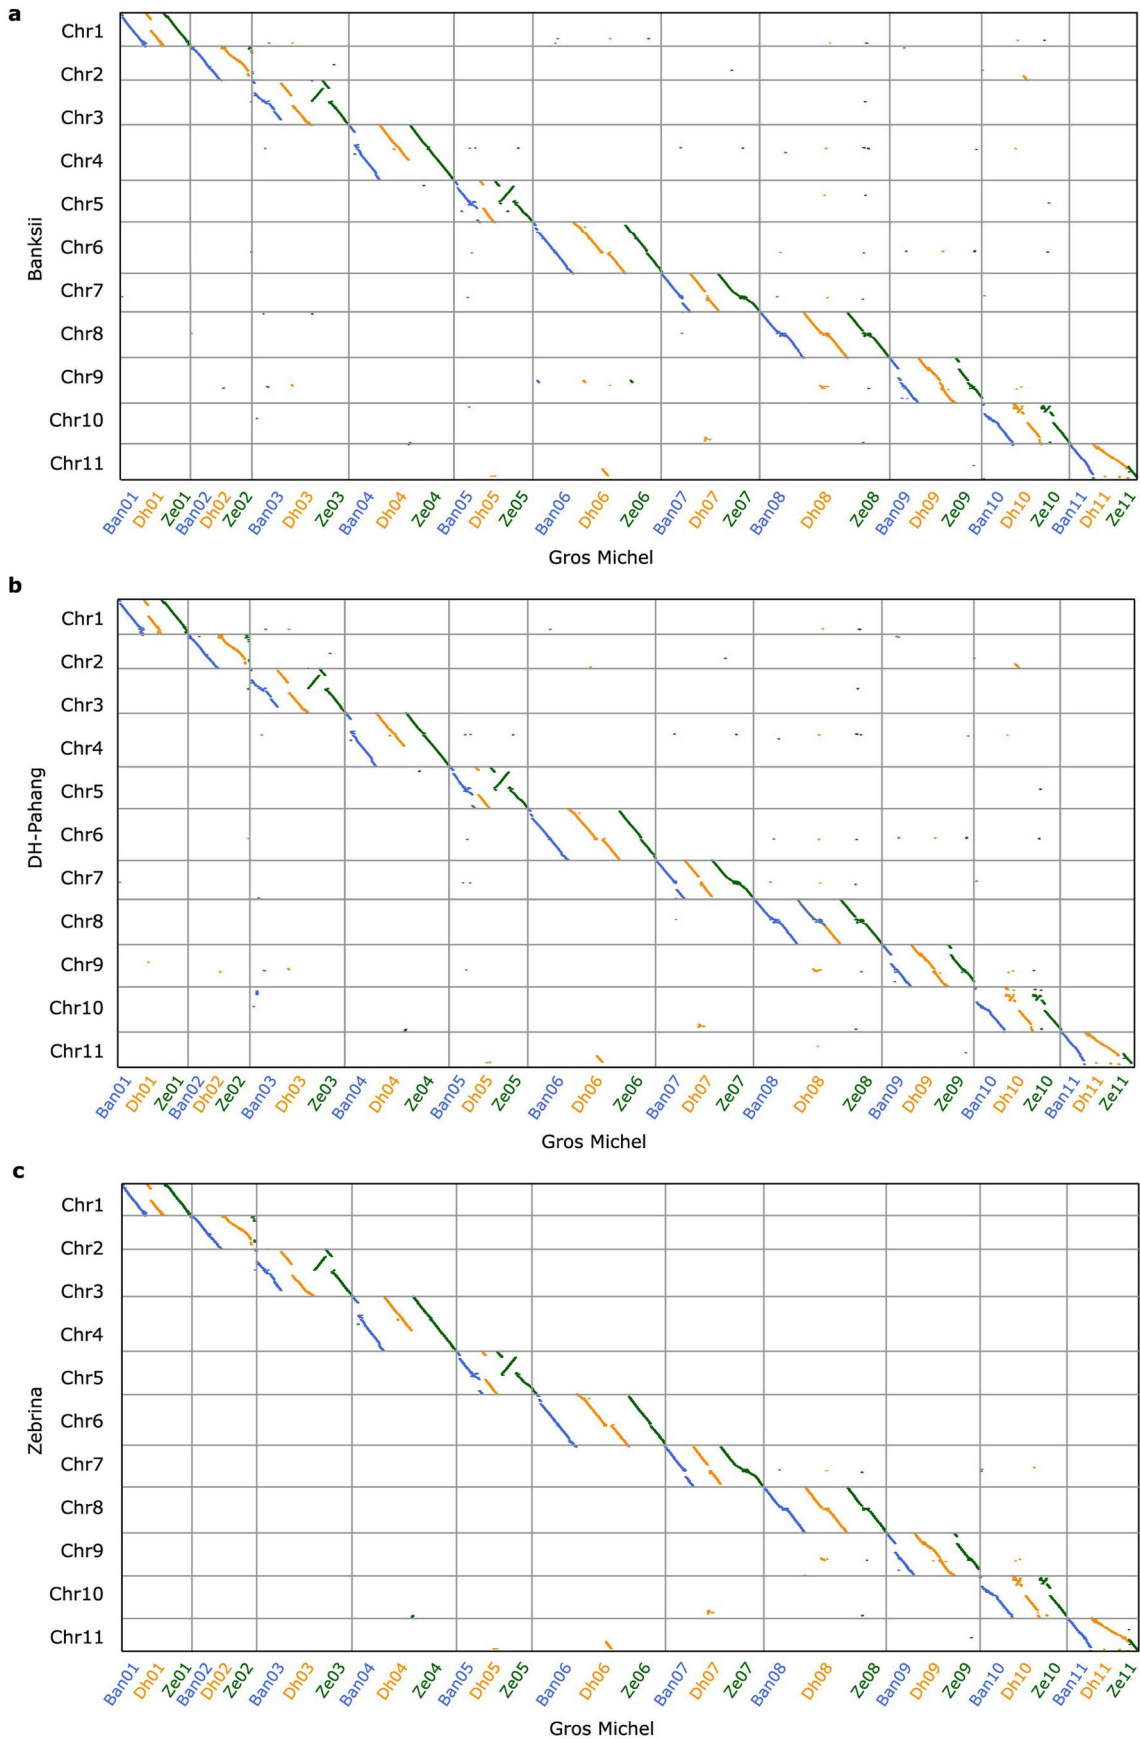 a
Chr1
Chr2
Chr3
Chr4
Chr5
Chr6
Chr7
Chr8
Chr9
Chr10
Chr11
Banksii
Ban01 Dh01 Ze01 Ban02 Dh02 Ze02 Ban03 Dh03 Ze03 Ban04 Dh04 Ze04 Ban05 Dh05 Ze05 Ban06 Dh06 Ze06 Ban07 Dh07 Ze07 Ban08 Dh08 Ze08 Ban09 Dh09 Ze09 Ban10 Dh10 Ze10 Ban11 Dh11 Ze11
Gros Michel
b
Chr1
Chr2
Chr3
Chr4
Chr5
Chr6
Chr7
Chr8
Chr9
Chr10
Chr11
DH-Pahang
Ban01 Dh01 Ze01 Ban02 Dh02 Ze02 Ban03 Dh03 Ze03 Ban04 Dh04 Ze04 Ban05 Dh05 Ze05 Ban06 Dh06 Ze06 Ban07 Dh07 Ze07 Ban08 Dh08 Ze08 Ban09 Dh09 Ze09 Ban10 Dh10 Ze10 Ban11 Dh11 Ze11
Gros Michel
c
Chr1
Chr2
Chr3
Chr4
Chr5
Chr6
Chr7
Chr8
Chr9
Chr10
Chr11
Zebrina
Ban01 Dh01 Ze01 Ban02 Dh02 Ze02 Ban03 Dh03 Ze03 Ban04 Dh04 Ze04 Ban05 Dh05 Ze05 Ban06 Dh06 Ze06 Ban07 Dh07 Ze07 Ban08 Dh08 Ze08 Ban09 Dh09 Ze09 Ban10 Dh10 Ze10 Ban11 Dh11 Ze11
Gros Michel